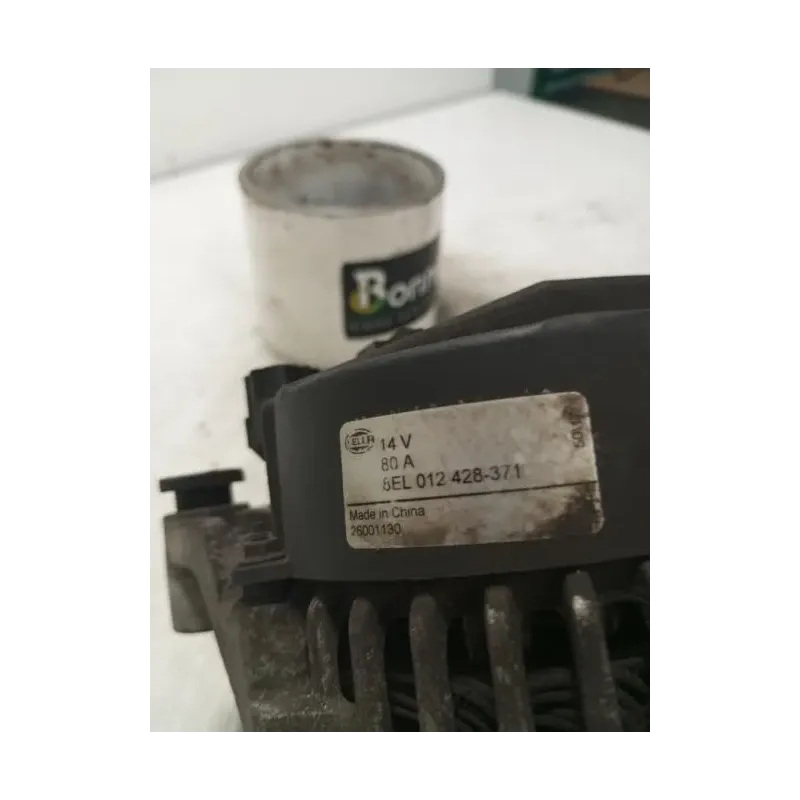 HELLA
14 V
80 A
8EL 012 428-371
Made in China
26001130